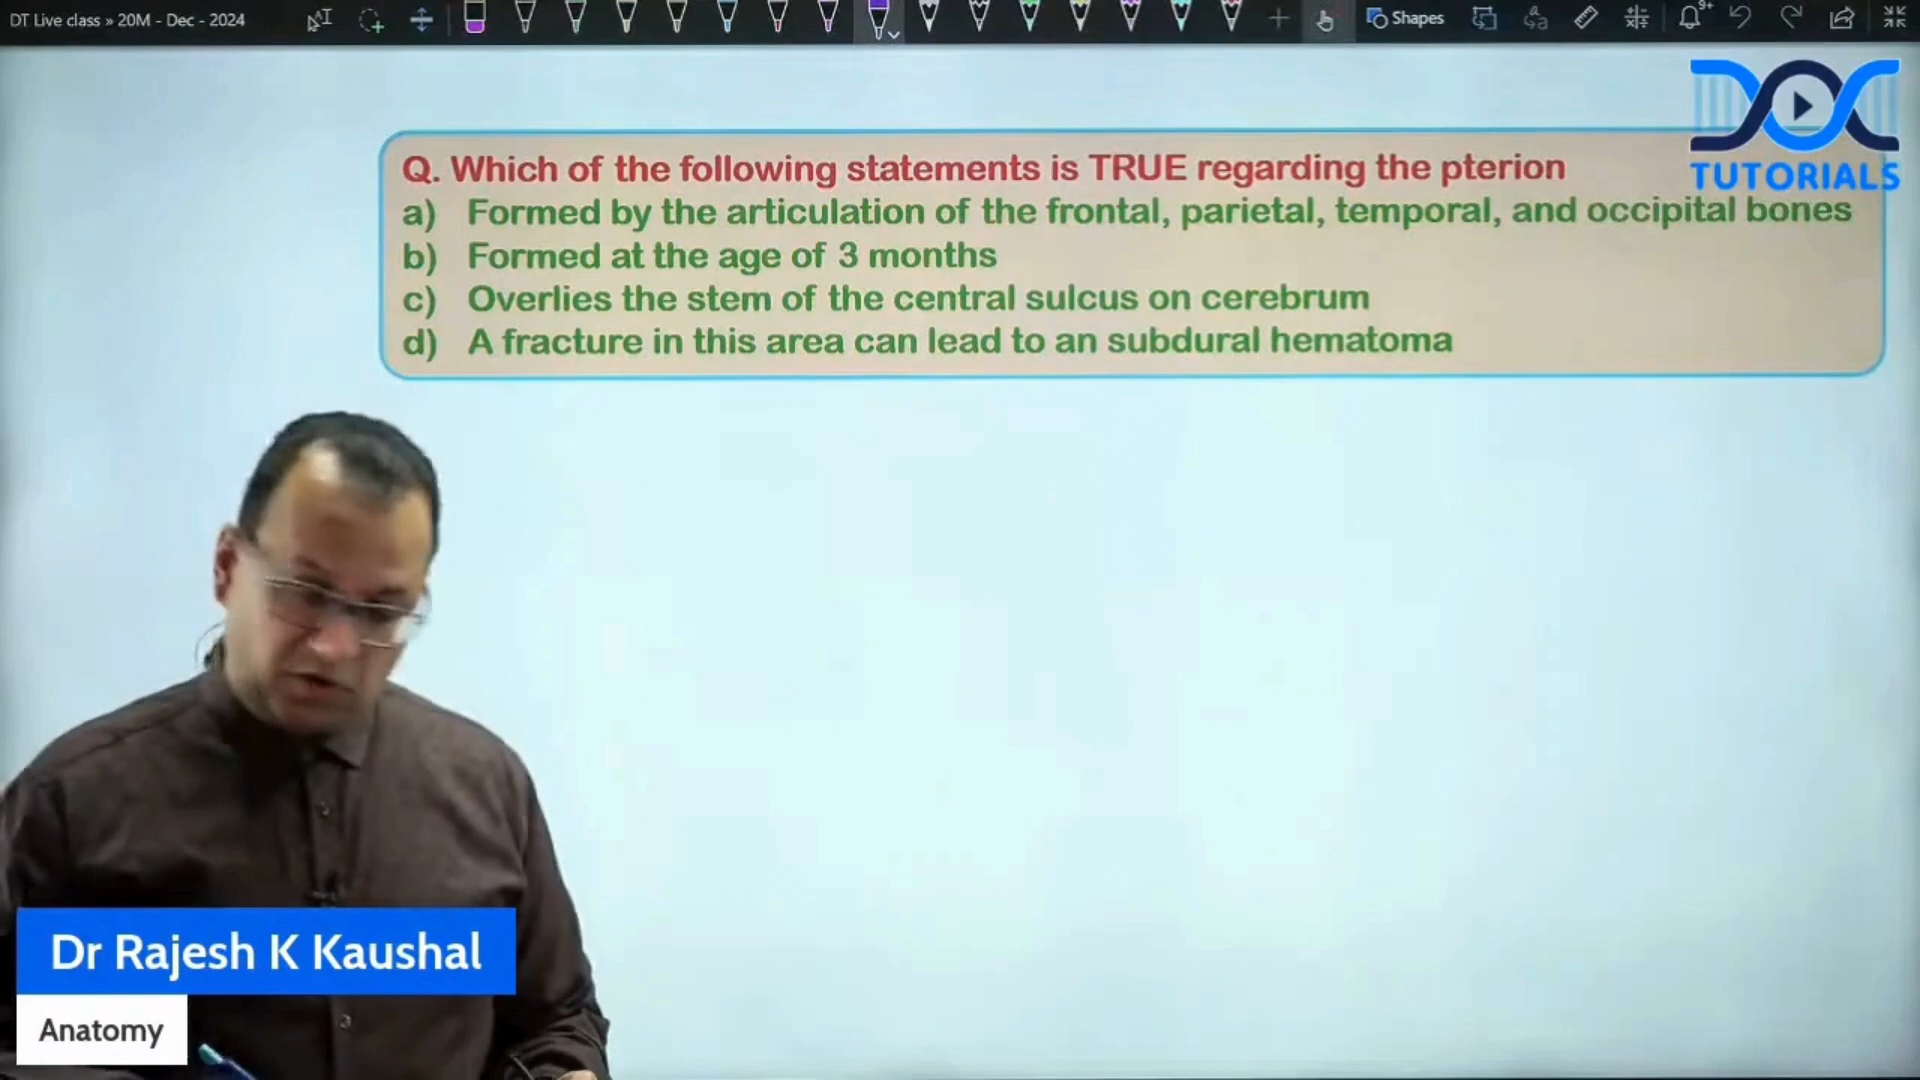 DT Live class » 20M - Dec - 2024
Shapes
9+
TUTORIALS
Q. Which of the following statements is TRUE regarding the pterion
a) Formed by the articulation of the frontal, parietal, temporal, and occipital bones
b) Formed at the age of 3 months
c) Overlies the stem of the central sulcus on cerebrum
d) A fracture in this area can lead to an subdural hematoma
Dr Rajesh K Kaushal
Anatomy